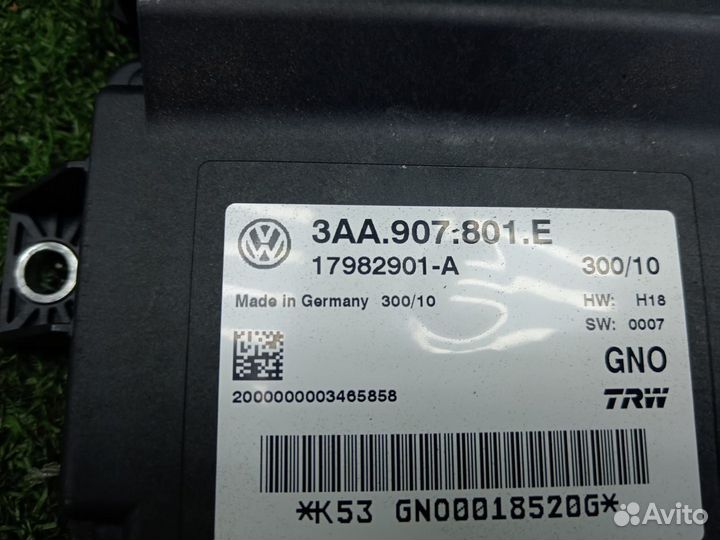 3AA.907.801.E
17982901-A 300/10
Made in Germany 300/10 HW: H18
SW: 0007
GNO
2000000003465858
TRW
*K53 GNO00018520G*
Avito